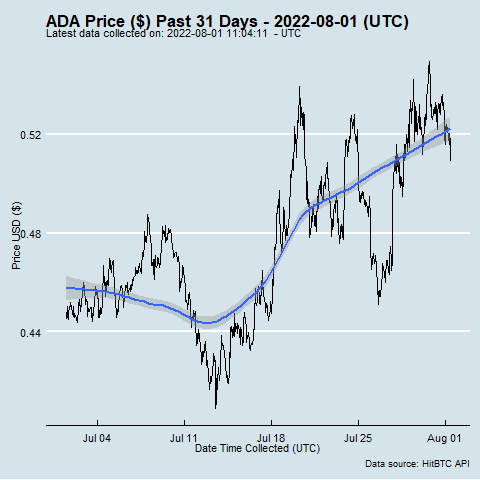 ADA Price ($) Past 31 Days - 2022-08-01 (UTC)
Latest data collected on: 2022-08-01 11:04:11  - UTC
Price USD ($)
0.52
0.48
0.44
Jul 04
Jul 11
Jul 18
Jul 25
Aug 01
Date Time Collected (UTC)
Data source: HitBTC API